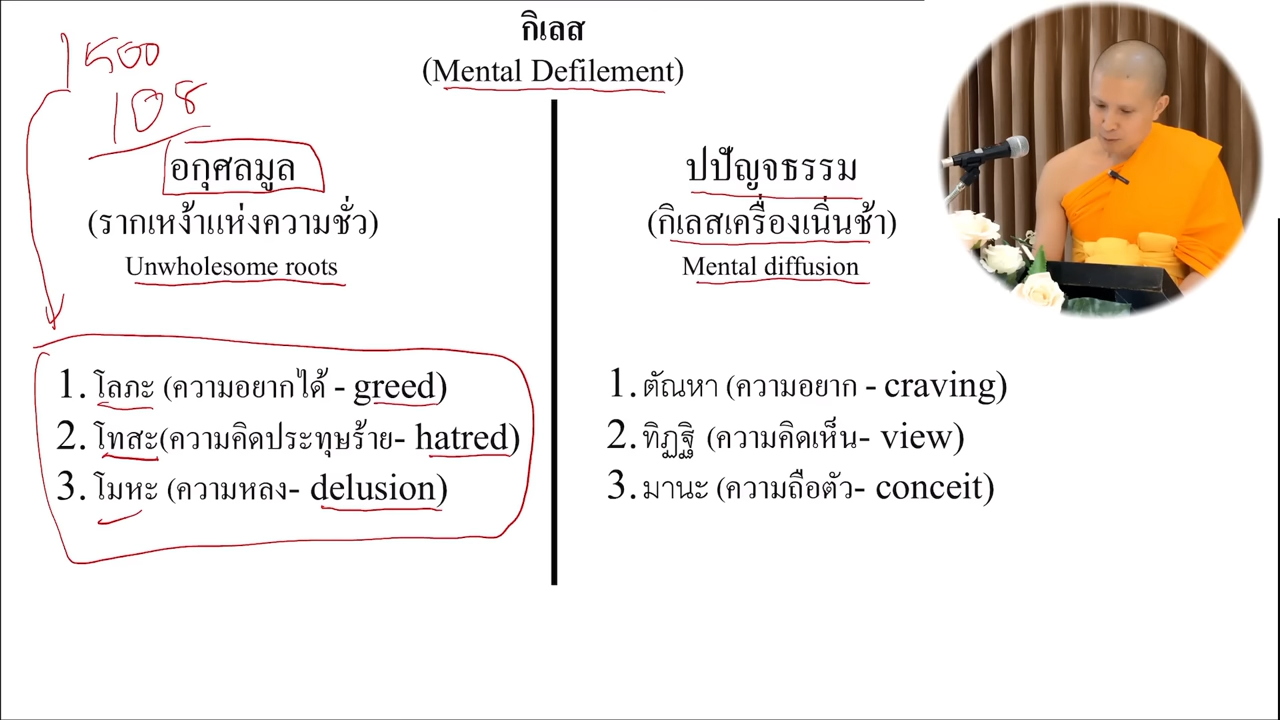 กิเลส
(Mental Defilement)
1500
108
อกุศลมูล
(รากเหง้าแห่งความชั่ว)
Unwholesome roots
1. โลภะ (ความอยากได้ - greed)
2. โทสะ(ความคิดประทุษร้าย- hatred)
3. โมหะ (ความหลง- delusion)
ปปัญจธรรม
(กิเลสเครื่องเนิ่นช้า)
Mental diffusion
1. ตัณหา (ความอยาก - craving)
2. ทิฏฐิ (ความคิดเห็น- view)
3. มานะ (ความถือตัว- conceit)